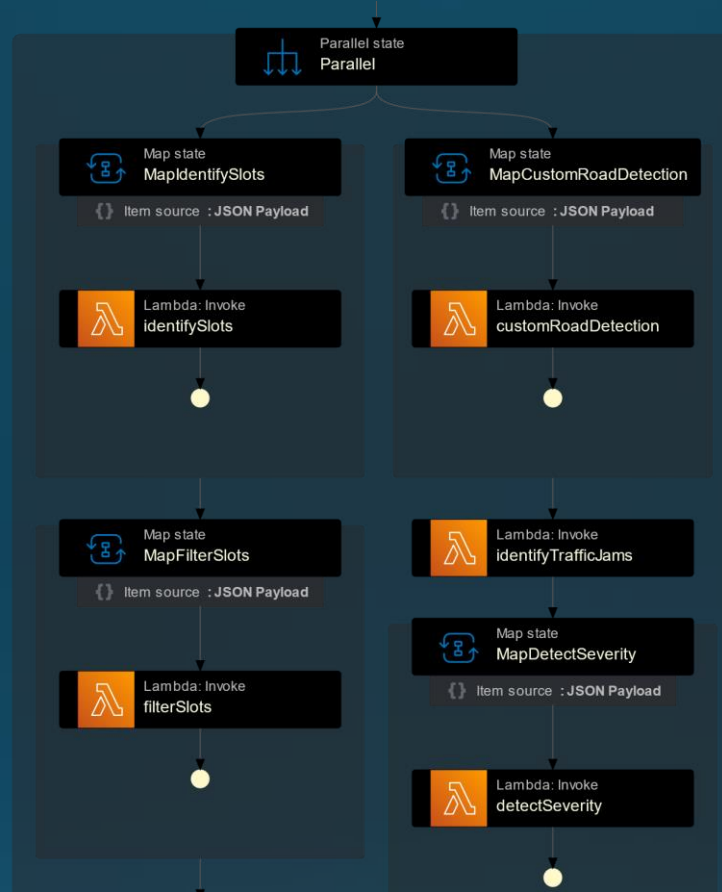 Parallel state
Parallel
Map state
MapIdentifySlots
{} Item source : JSON Payload
Lambda: Invoke
identifySlots
Map state
MapFilterSlots
{} Item source : JSON Payload
Lambda: Invoke
filterSlots
Map state
MapCustomRoadDetection
{} Item source : JSON Payload
Lambda: Invoke
customRoadDetection
Lambda: Invoke
identifyTrafficJams
Map state
MapDetectSeverity
{} Item source : JSON Payload
Lambda: Invoke
detectSeverity